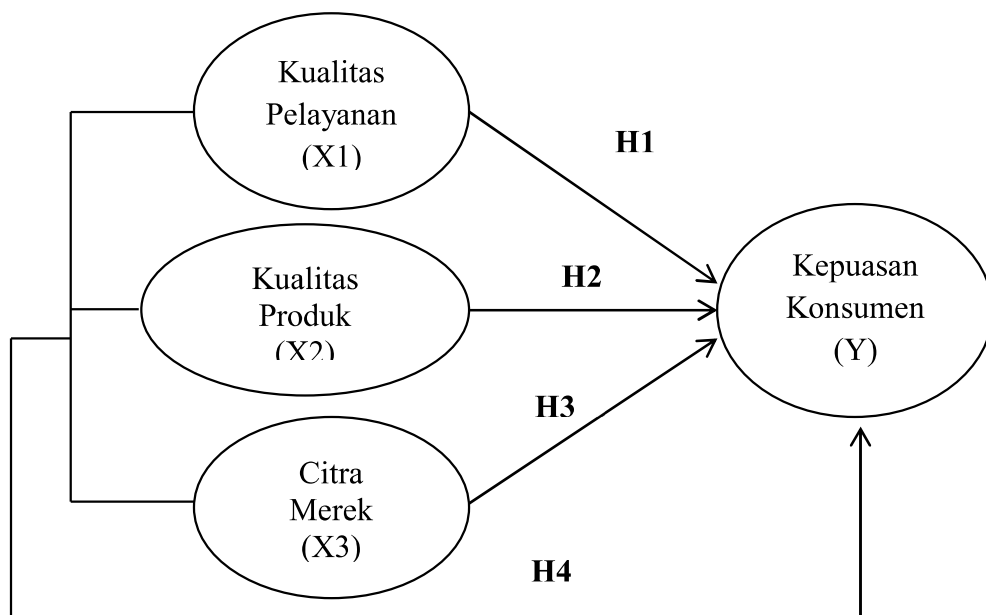 Kualitas
Pelayanan
(X1)
H1
Kualitas
Produk
(X2)
H2
Kepuasan
Konsumen
(Y)
H3
Citra
Merek
(X3)
H4